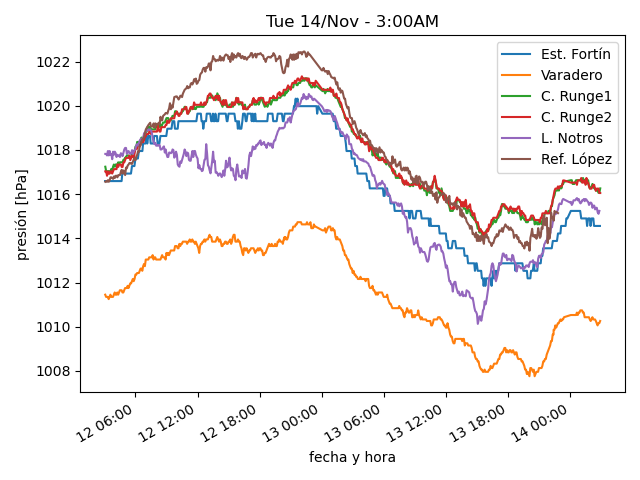 Tue 14/Nov - 3:00AM
presión [hPa]
1022
1020
1018
1016
1014
1012
1010
1008
Est. Fortín
Varadero
C. Runge1
C. Runge2
L. Notros
Ref. López
12 06:00
12 12:00
12 18:00
13 00:00
13 06:00
13 12:00
13 18:00
14 00:00
fecha y hora